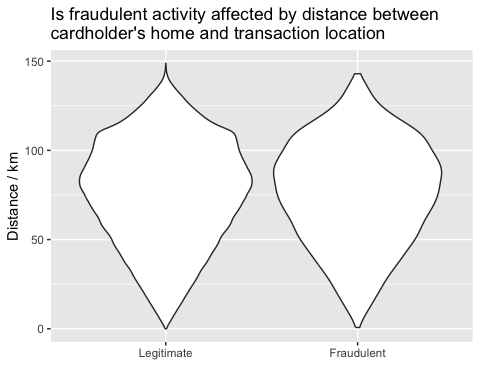 Is fraudulent activity affected by distance between
cardholder's home and transaction location
150
100
50
0
Distance / km
Legitimate
Fraudulent